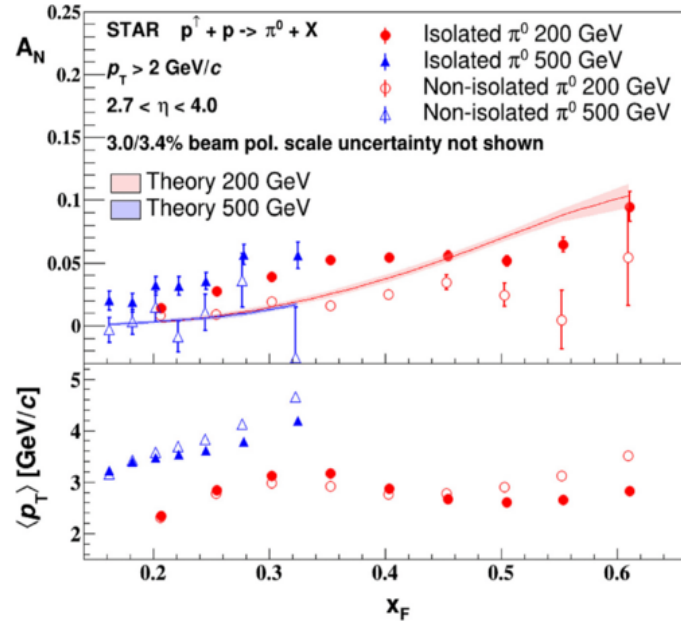 STAR p↑ + p -> π⁰ + X
p_T > 2 GeV/c
2.7 < η < 4.0
3.0/3.4% beam pol. scale uncertainty not shown
Isolated π⁰ 200 GeV
Isolated π⁰ 500 GeV
Non-isolated π⁰ 200 GeV
Non-isolated π⁰ 500 GeV
Theory 200 GeV
Theory 500 GeV
A_N
0.25
0.2
0.15
0.1
0.05
0
⟨p_T⟩ [GeV/c]
5
4
3
2
0.2 0.3 0.4 0.5 0.6
x_F